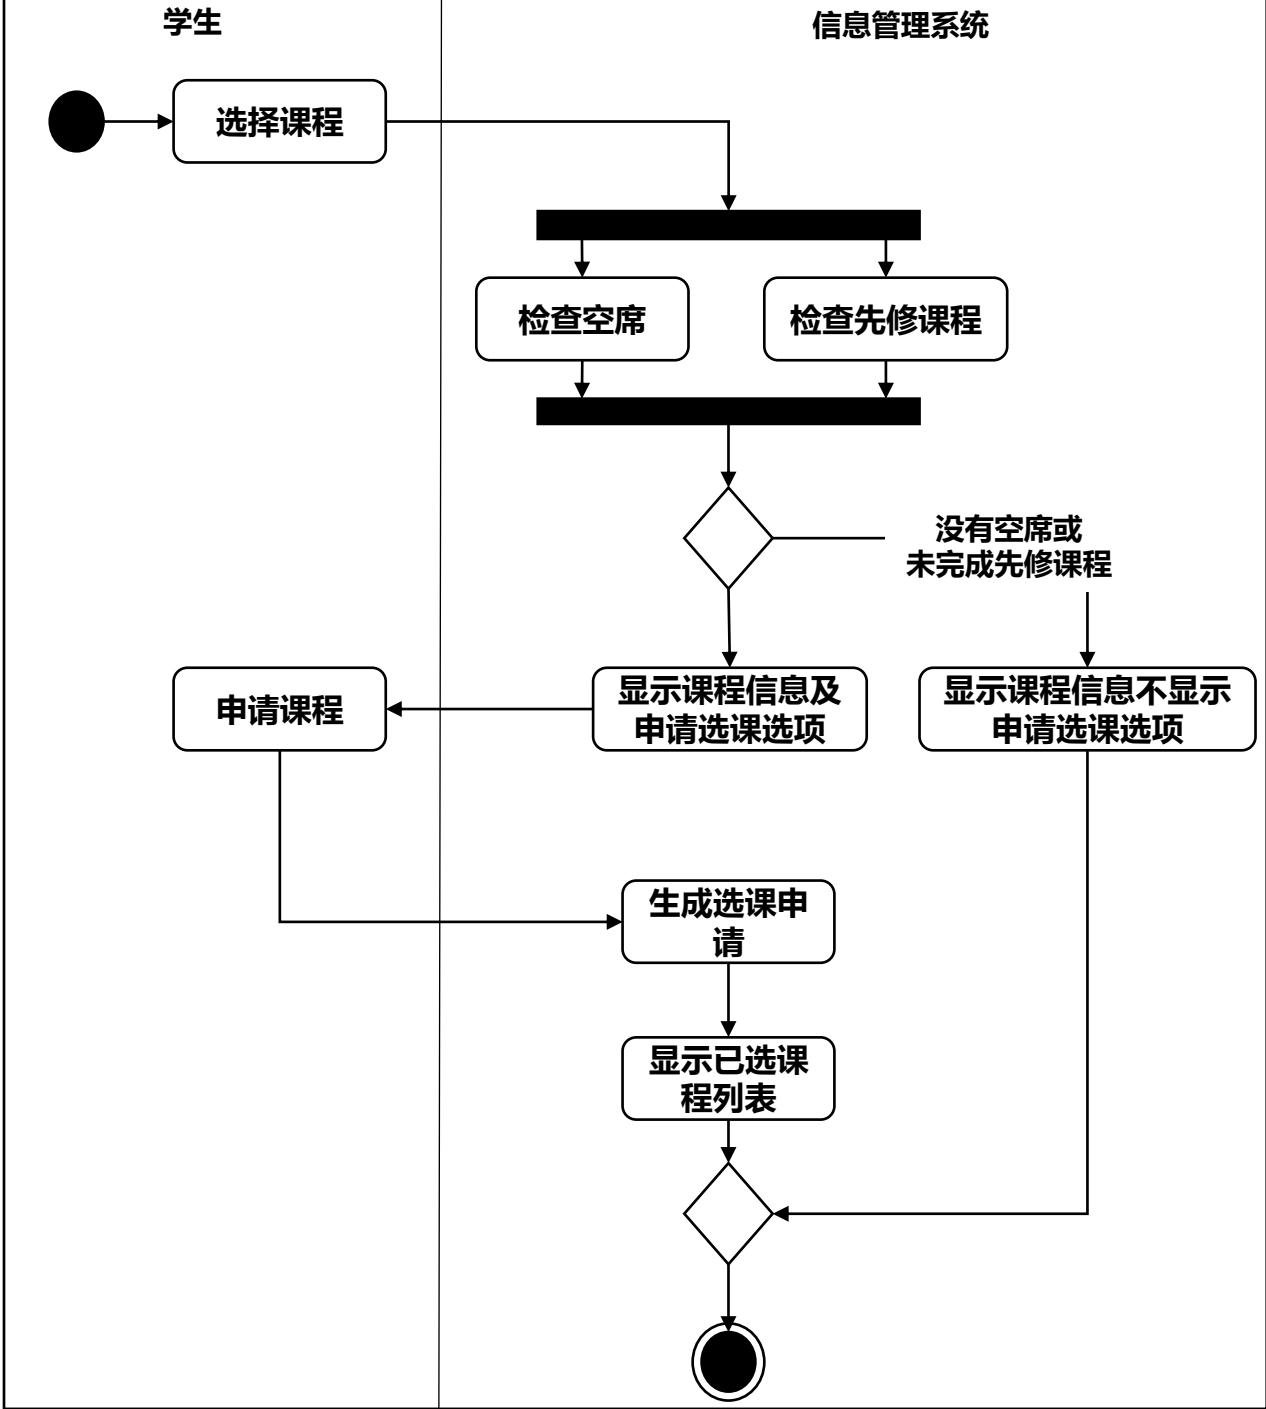 学生
信息管理系统
选择课程
检查空席
检查先修课程
没有空席或
未完成先修课程
申请课程
显示课程信息及
申请选课选项
显示课程信息不显示
申请选课选项
生成选课申
请
显示已选课
程列表